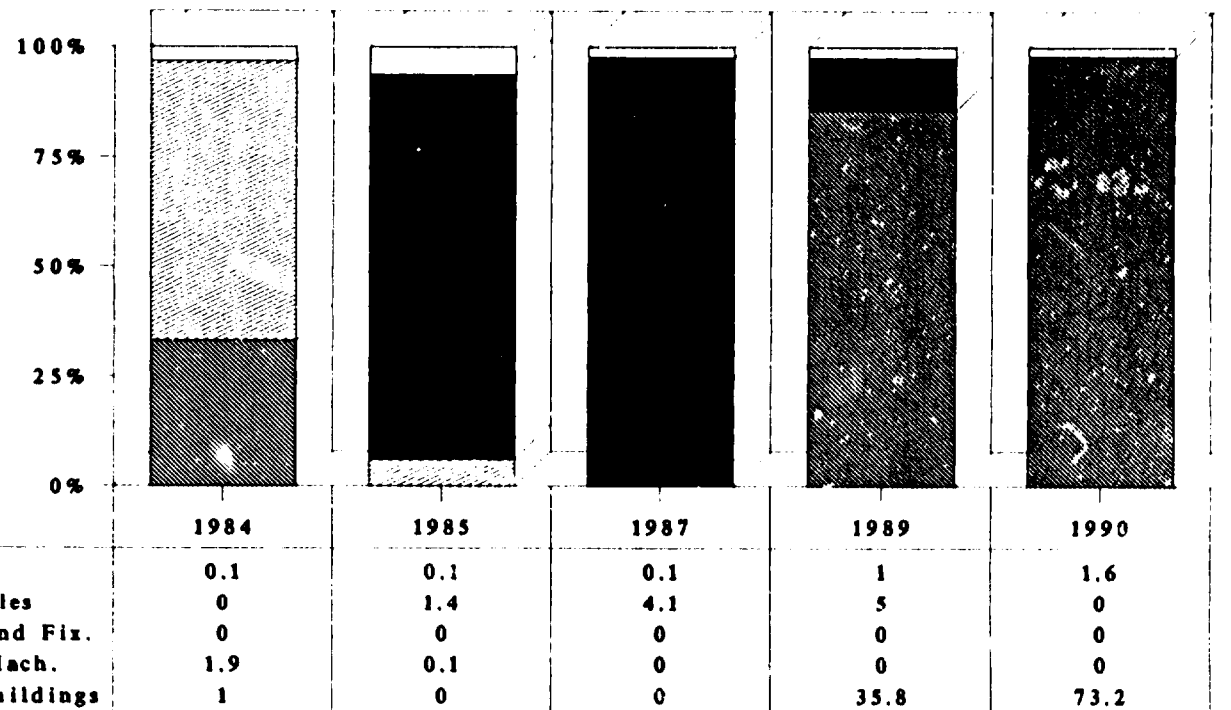 100%
75%
50%
25%
0%
1984 1985 1987 1989 1990
0.1 0.1 0.1 1 1.6
les 0 1.4 4.1 5 0
nd Fix. 0 0 0 0 0
ach. 1.9 0.1 0 0 0
ildings 1 0 0 35.8 73.2